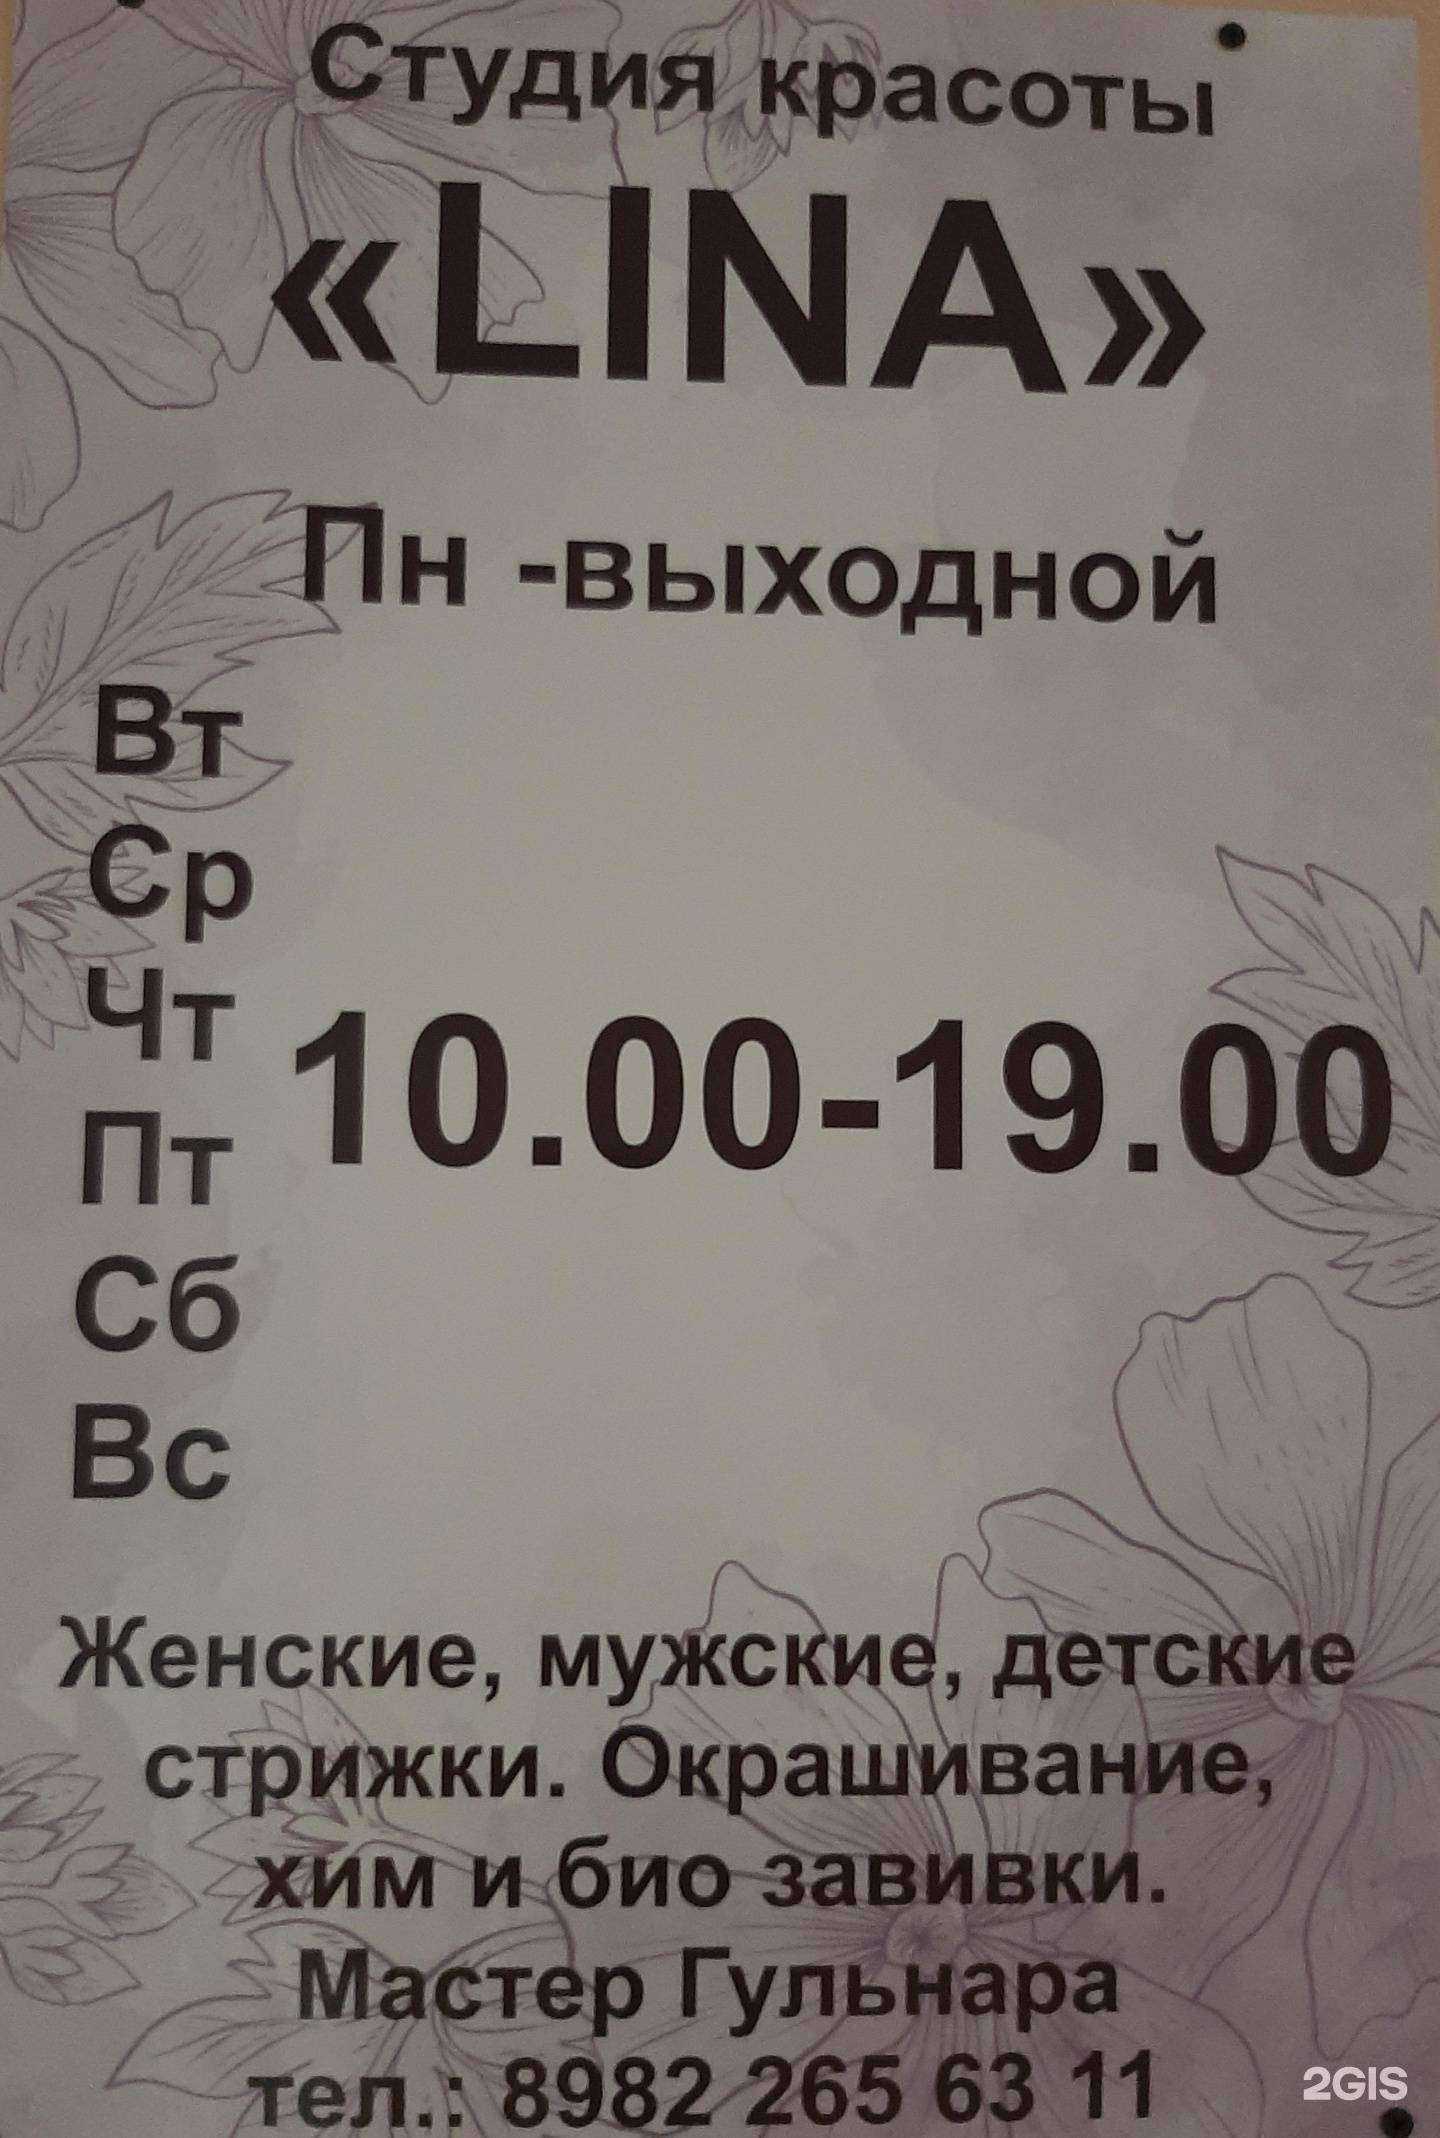 Студия красоты
«LINA»
Пн -выходной
Вт
Ср
Чт
10.00-19.00
Пт
Сб
Вс
Женские, мужские, детские
стрижки. Окрашивание,
хим и био завивки.
Мастер Гульнара
тел.: 8982 265 63 11
2GIS